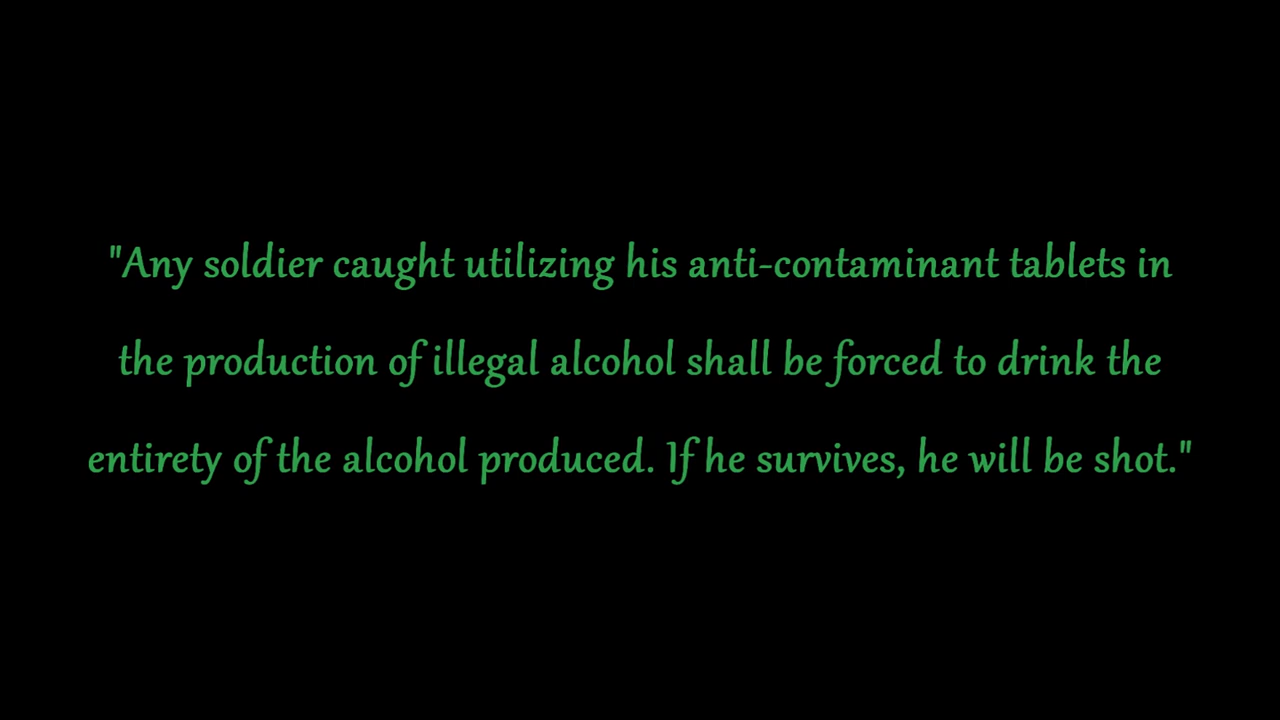 "Any soldier caught utilizing his anti-contaminant tablets in
the production of illegal alcohol shall be forced to drink the
entirety of the alcohol produced. If he survives, he will be shot."